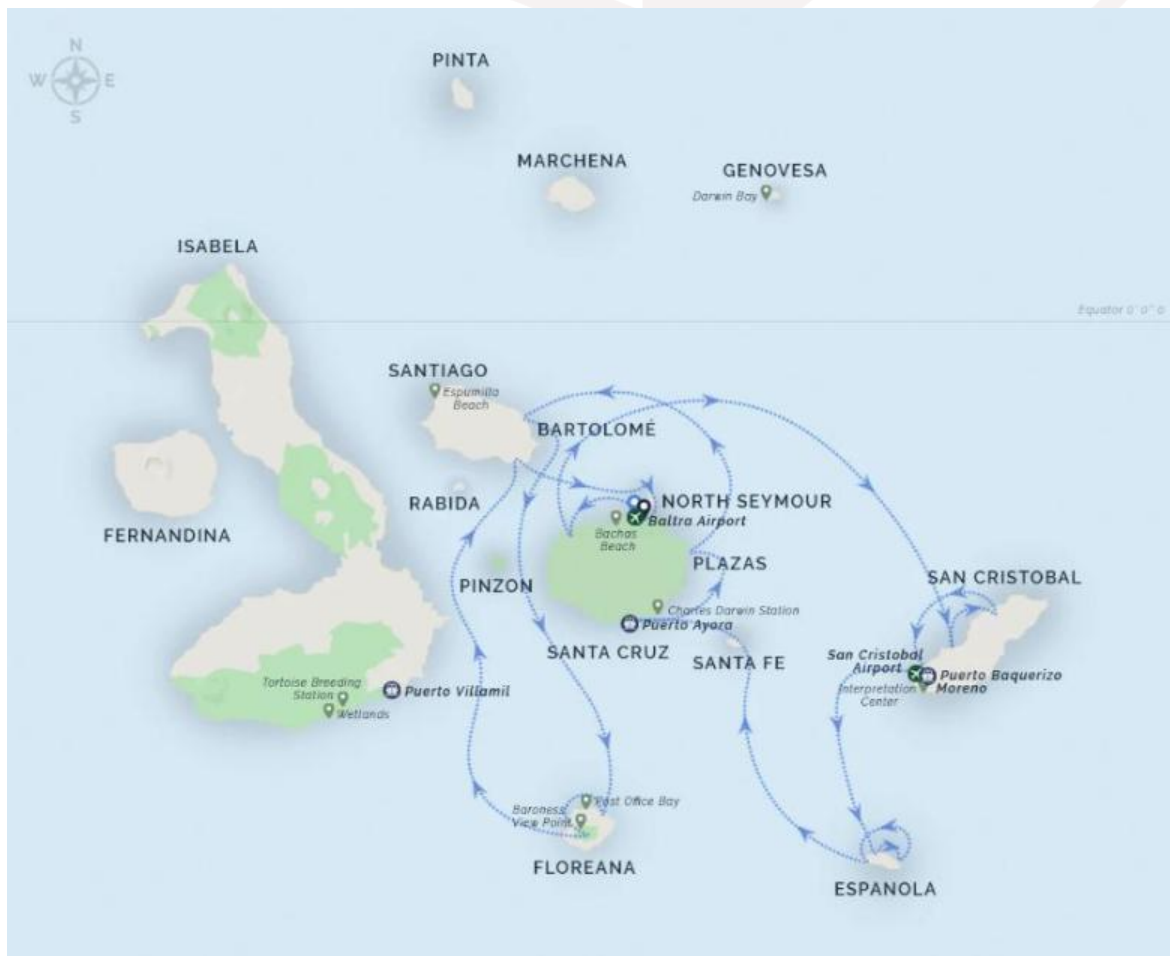 N
W E
S
PINTA
MARCHENA
GENOVESA
Darwin Bay
ISABELA
Equator 0° 0'' 0
SANTIAGO
Espumilla
Beach
BARTOLOMÉ
RABIDA
NORTH SEYMOUR
Baltra Airport
Bachas
Beach
FERNANDINA
PINZON
PLAZAS
SAN CRISTOBAL
Charles Darwin Station
Puerto Ayora
SANTA CRUZ
SANTA FE
San Cristobal
Airport
Puerto Baquerizo
Moreno
Interpretation
Center
Tortoise Breeding
Station
Wetlands
Puerto Villamil
Post Office Bay
Baroness
View Point
FLOREANA
ESPANOLA